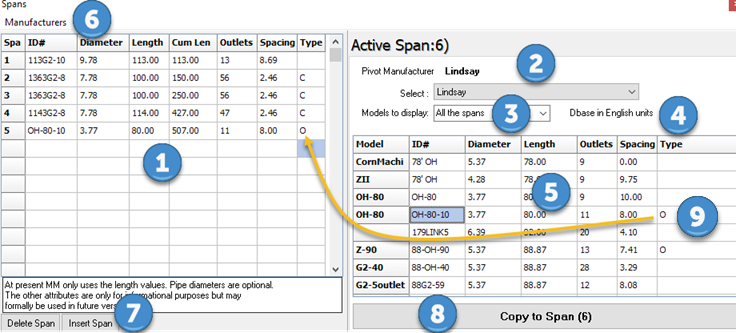 Spans
Manufacturers
6
Spa ID# Diameter Length Cum Len Outlets Spacing Type
1 113G2-10 9.78 113.00 113.00 13 8.69
2 1363G2-8 7.78 100.00 150.00 56 2.46 C
3 1363G2-8 7.78 100.00 250.00 56 2.46 C
4 1143G2-8 7.78 114.00 427.00 47 2.46 C
5 OH-80-10 3.77 80.00 507.00 11 8.00 O
1
At present MM only uses the length values. Pipe diameters are optional.
The other attributes are only for informational purposes but may
formally be used in future
7
Delete Span Insert Span
Active Span:6)
Pivot Manufacturer Lindsay
2
Select : Lindsay
3
Models to display: All the spans
Dbase in English units
4
Model ID# Diameter Length Outlets Spacing Type
CornMachi 78' OH 5.37 78.00 9 0.00
ZII 78' OH 4.28 78.0 9 9.75
OH-80 OH-80 3.77 9 10.00
OH-80 OH-80-10 3.77 80.00 11 8.00 O
179LINK5 6.39 20 4.10
Z-90 88-OH-90 5.37 88.87 13 7.41 O
G2-40 88-OH-40 5.37 88.87 28 3.29
G2-5outlet 88G2-59 5.37 88.87 12 8.08
5
9
8
Copy to Span (6)